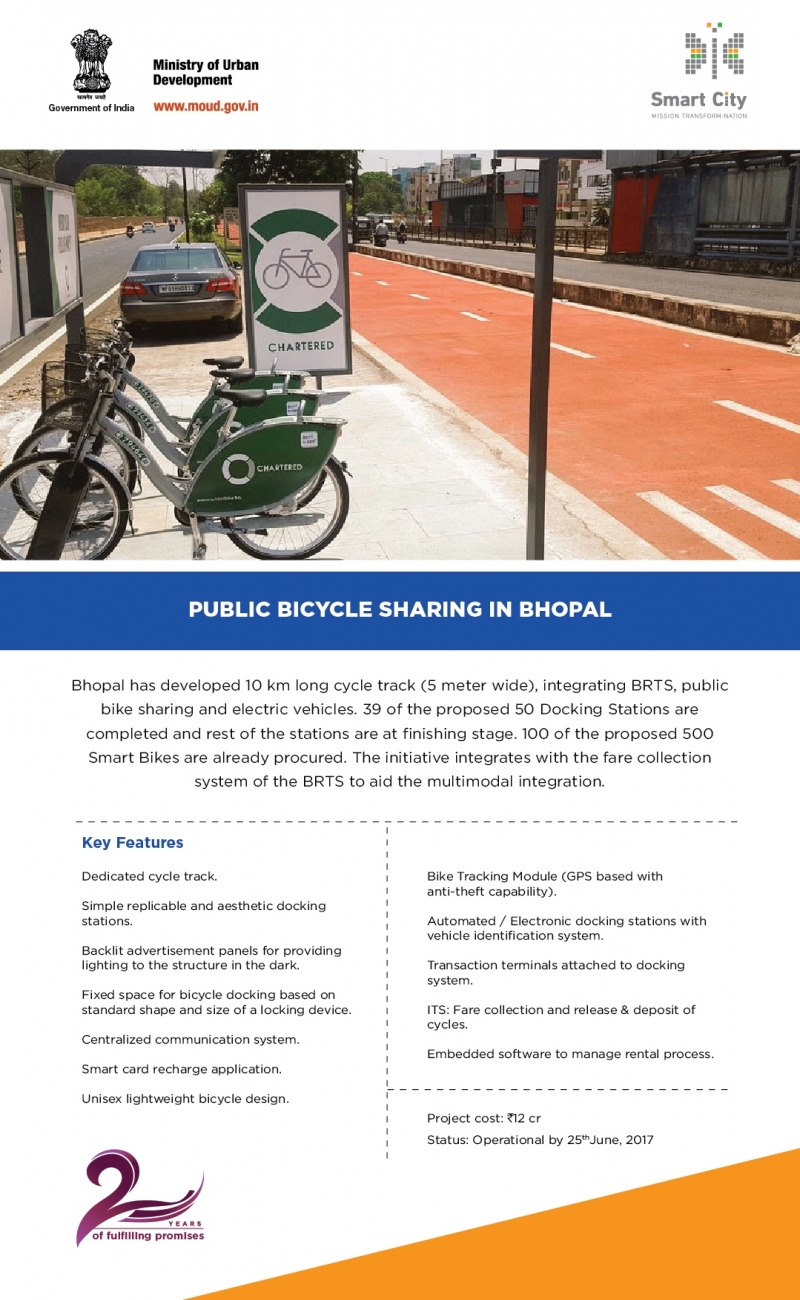 सत्यमेव जयते
Government of India
Ministry of Urban
Development
www.moud.gov.in
Smart City
MISSION TRANSFORM-NATION
CHARTERED
CHARTERED
PUBLIC BICYCLE SHARING IN BHOPAL
Bhopal has developed 10 km long cycle track (5 meter wide), integrating BRTS, public
bike sharing and electric vehicles. 39 of the proposed 50 Docking Stations are
completed and rest of the stations are at finishing stage. 100 of the proposed 500
Smart Bikes are already procured. The initiative integrates with the fare collection
system of the BRTS to aid the multimodal integration.
Key Features
Dedicated cycle track.
Simple replicable and aesthetic docking
stations.
Backlit advertisement panels for providing
lighting to the structure in the dark.
Fixed space for bicycle docking based on
standard shape and size of a locking device.
Centralized communication system.
Smart card recharge application.
Unisex lightweight bicycle design.
Bike Tracking Module (GPS based with
anti-theft capability).
Automated / Electronic docking stations with
vehicle identification system.
Transaction terminals attached to docking
system.
ITS: Fare collection and release & deposit of
cycles.
Embedded software to manage rental process.
Project cost: ₹12 cr
Status: Operational by 25thJune, 2017
2 YEARS
of fulfilling promises